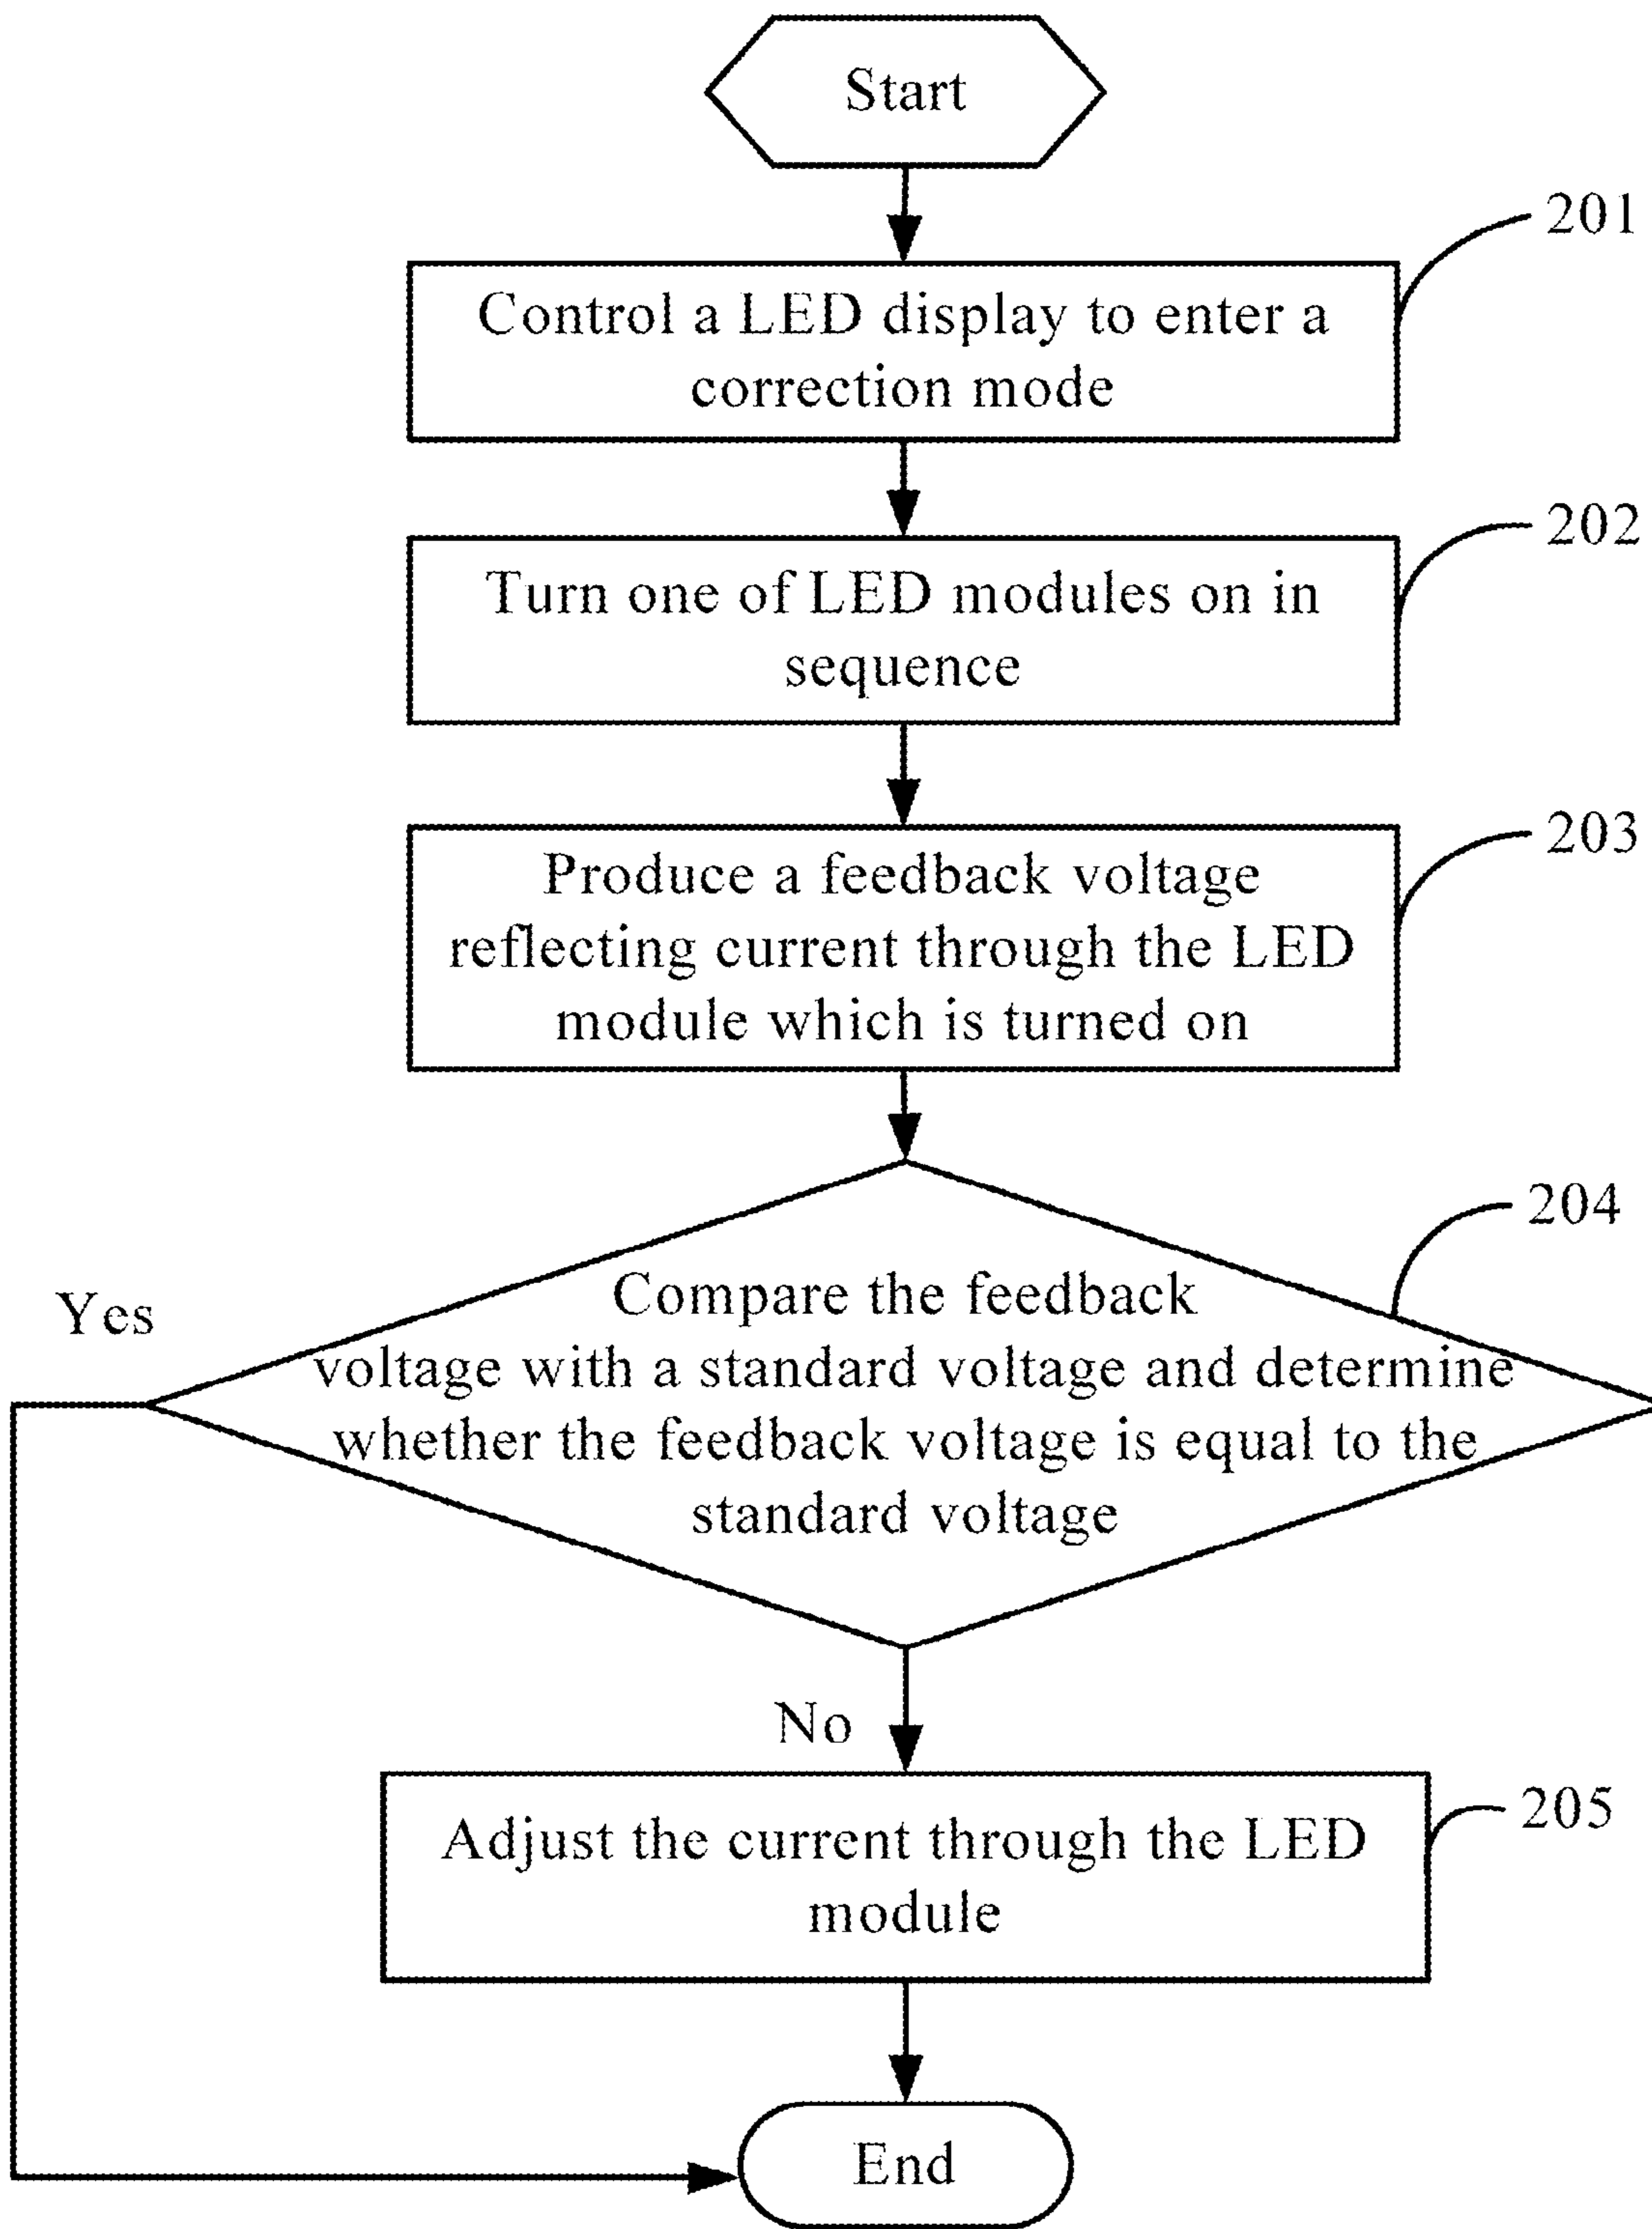 Start
201
Control a LED display to enter a
correction mode
202
Turn one of LED modules on in
sequence
203
Produce a feedback voltage
reflecting current through the LED
module which is turned on
204
Yes
Compare the feedback
voltage with a standard voltage and determine
whether the feedback voltage is equal to the
standard voltage
No
205
Adjust the current through the LED
module
End